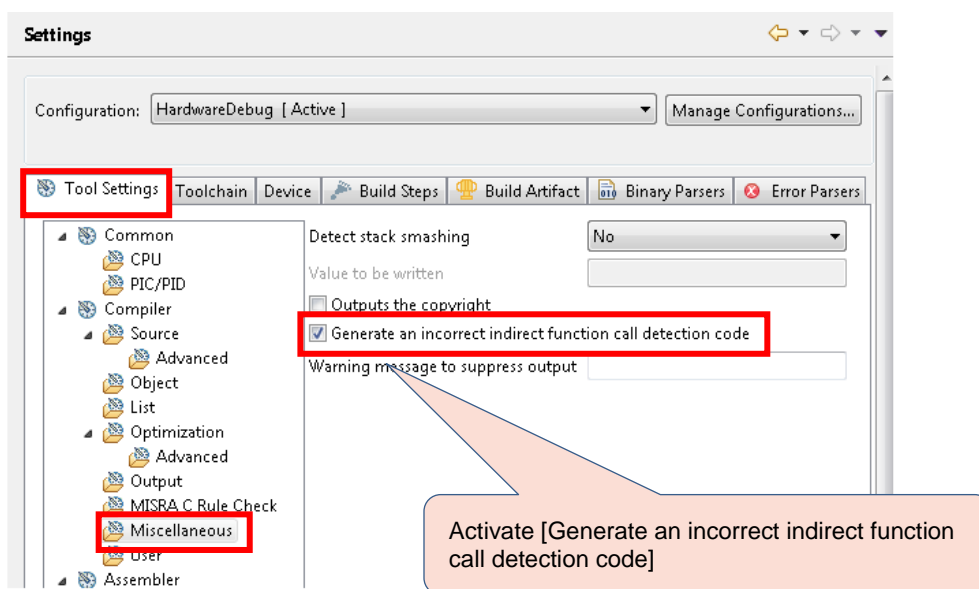 Settings
Configuration: HardwareDebug [ Active ] Manage Configurations...
Tool Settings Toolchain Device Build Steps Build Artifact Binary Parsers Error Parsers
Common
CPU
PIC/PID
Compiler
Source
Advanced
Object
List
Optimization
Advanced
Output
MISRA C Rule Check
Miscellaneous
User
Assembler
Detect stack smashing No
Value to be written
Outputs the copyright
Generate an incorrect indirect function call detection code
Warning message to suppress output
Activate [Generate an incorrect indirect function
call detection code]